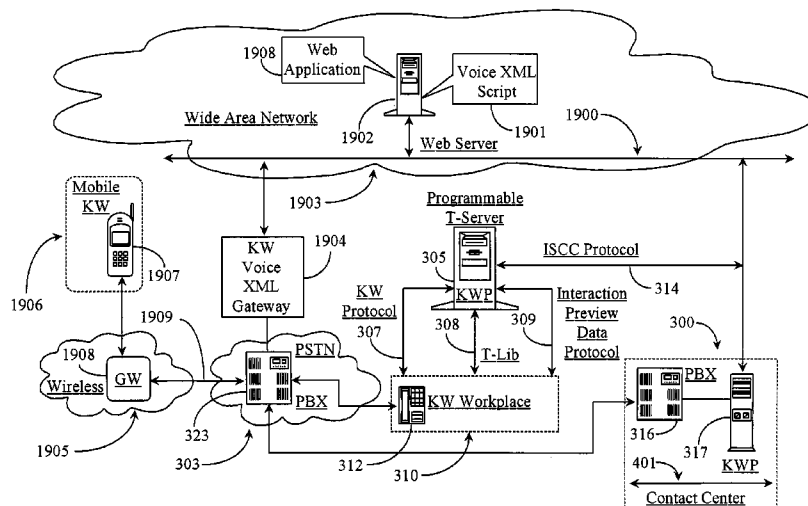 1908
Web
Application
Voice XML
Script
1902
1901
1900
Wide Area Network
Web Server
Mobile
KW
1903
Programmable
T-Server
1904
KW
Voice
XML
Gateway
1907
1906
305
KWP
ISCC Protocol
314
KW
Protocol
307
308
309
Interaction
Preview
Data
Protocol
300
1909
1908
Wireless
GW
PSTN
PBX
323
T-Lib
KW Workplace
PBX
316
317
KWP
1905
303
312
310
401
Contact Center